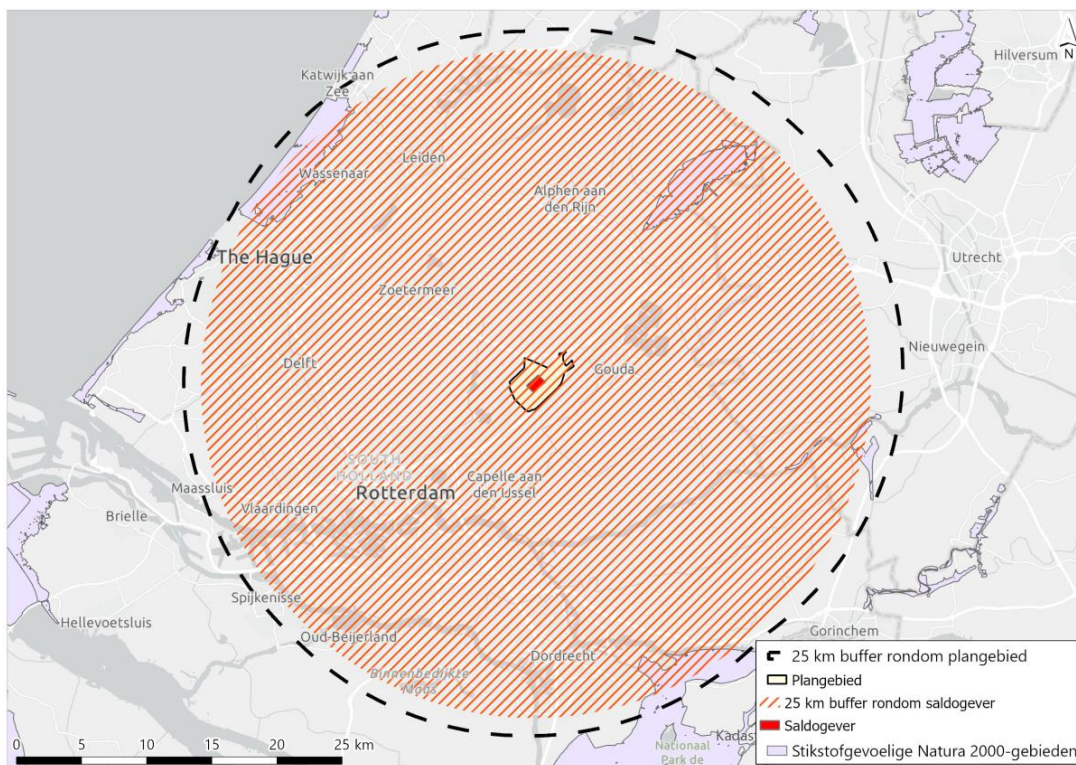 Hilversum
N
Katwijk aan
Zee
Leiden
Wassenaar
Alphen aan
den Rijn
The Hague
Utrecht
Zoetermeer
Nieuwegein
Delft
Gouda
SOUTH
HOLLAND
Capelle aan
den IJssel
Rotterdam
Maassluis
Vlaardingen
Brielle
Spijkenisse
Hellevoetsluis
Oud-Beijerland
Gorinchem
Dordrecht
Binnenbedijkte
Maas
Nationaal
Park de
Kadast
0 5 10 15 20 25 km
25 km buffer rondom plangebied
Plangebied
25 km buffer rondom saldogever
Saldogever
Stikstofgevoelige Natura 2000-gebieden